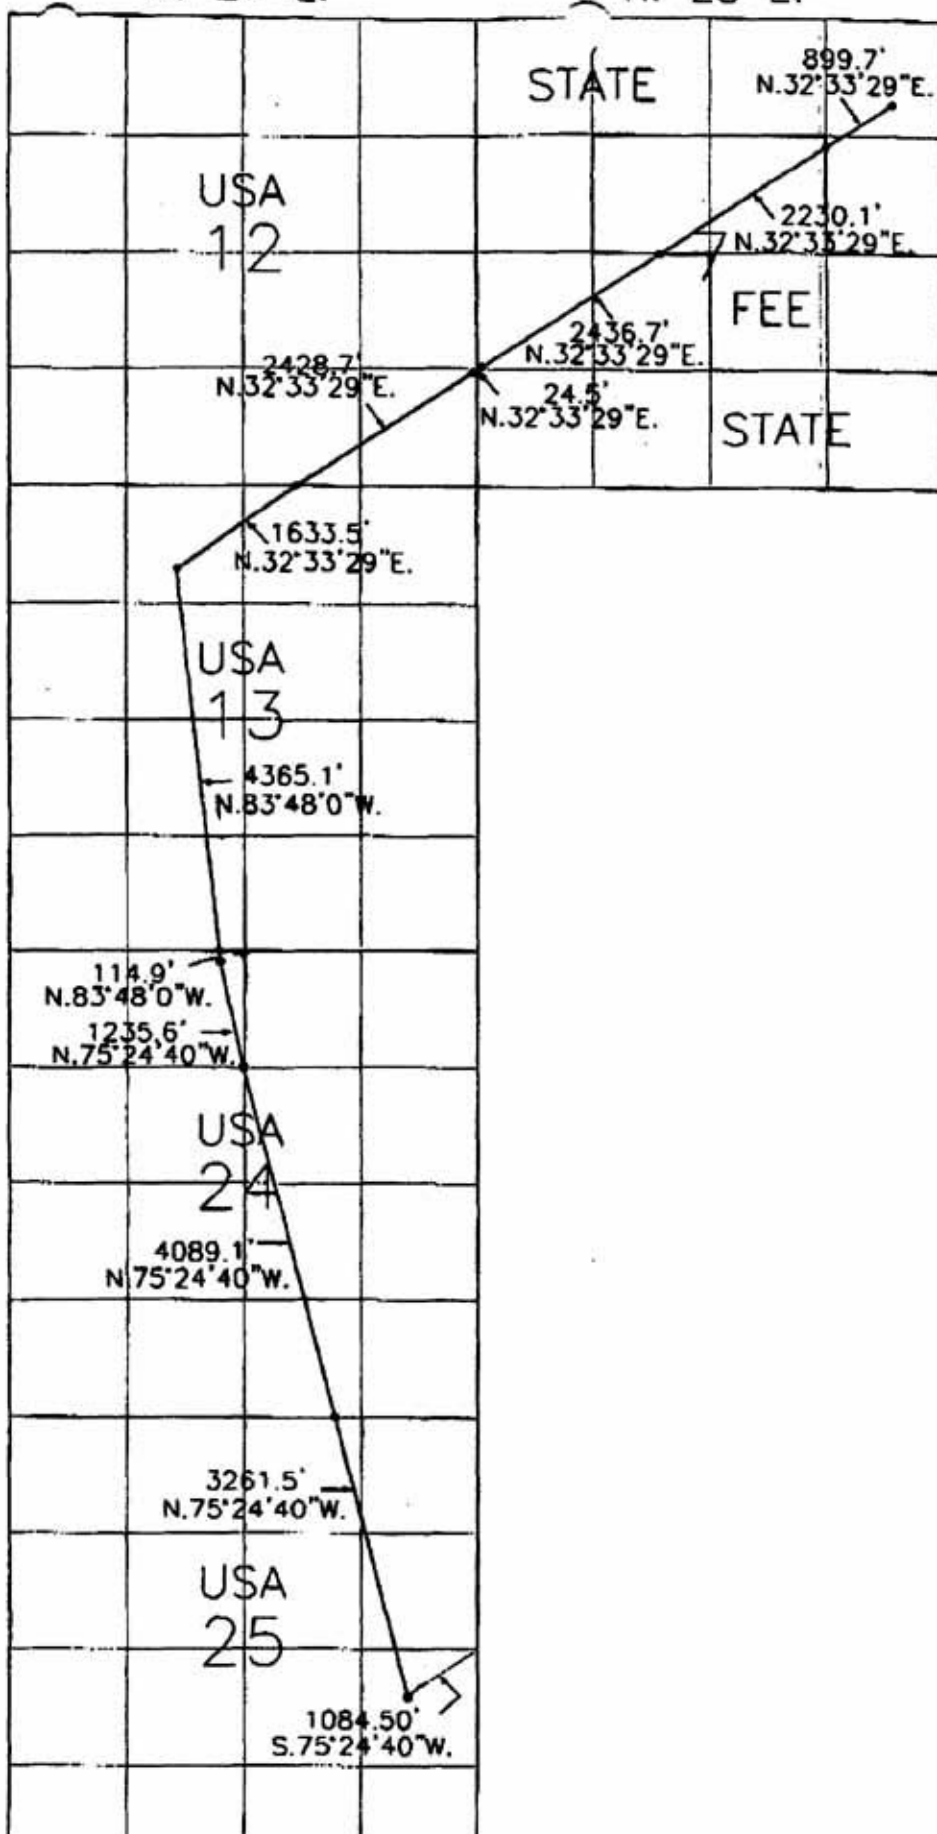 STATE
899.7'
N.32°33'29"E.
USA
12
2230.1'
N.32°33'29"E.
7
FEE
2436.7'
N.32°33'29"E.
2428.7'
N.32°33'29"E.
24.5'
N.32°33'29"E.
STATE
1633.5'
N.32°33'29"E.
USA
13
4365.1'
N.83°48'0"W.
114.9'
N.83°48'0"W.
1235.6'
N.75°24'40"W.
USA
24
4089.1'
N.75°24'40"W.
3261.5'
N.75°24'40"W.
USA
25
1084.50'
S.75°24'40"W.